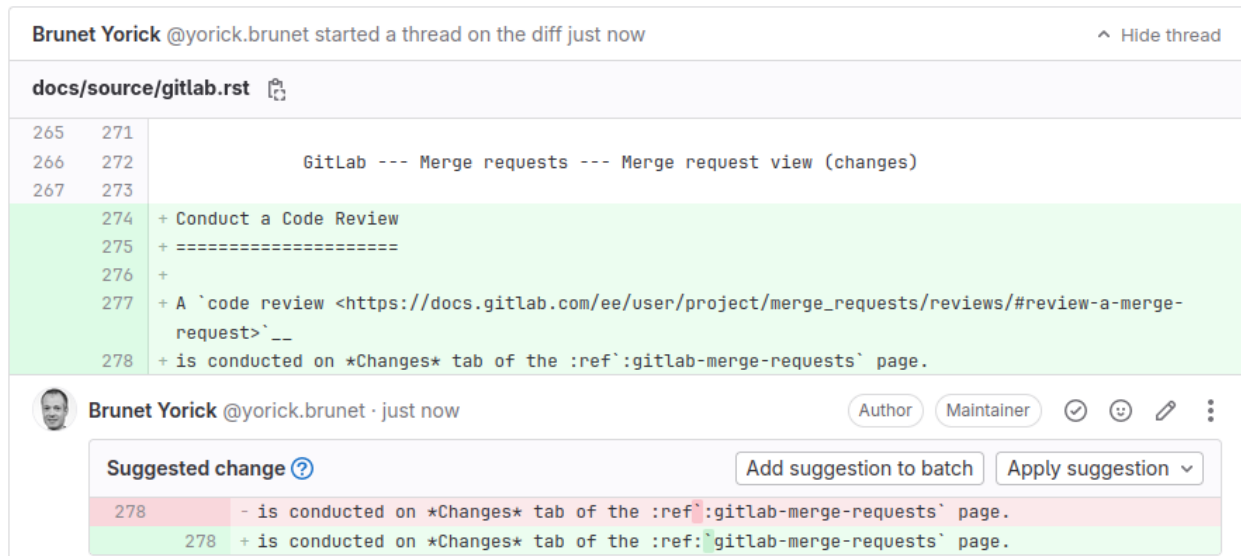 Brunet Yorick @yorick.brunet started a thread on the diff just now Hide thread
docs/source/gitlab.rst
265 271
266 272 GitLab --- Merge requests --- Merge request view (changes)
267 273
274 + Conduct a Code Review
275 + =====================
276 +
277 + A `code review <https://docs.gitlab.com/ee/user/project/merge_requests/reviews/#review-a-merge-
request>`__
278 + is conducted on *Changes* tab of the :ref`:gitlab-merge-requests` page.
Brunet Yorick @yorick.brunet · just now Author Maintainer
Suggested change ? Add suggestion to batch Apply suggestion
278 - is conducted on *Changes* tab of the :ref`:gitlab-merge-requests` page.
278 + is conducted on *Changes* tab of the :ref:`gitlab-merge-requests` page.